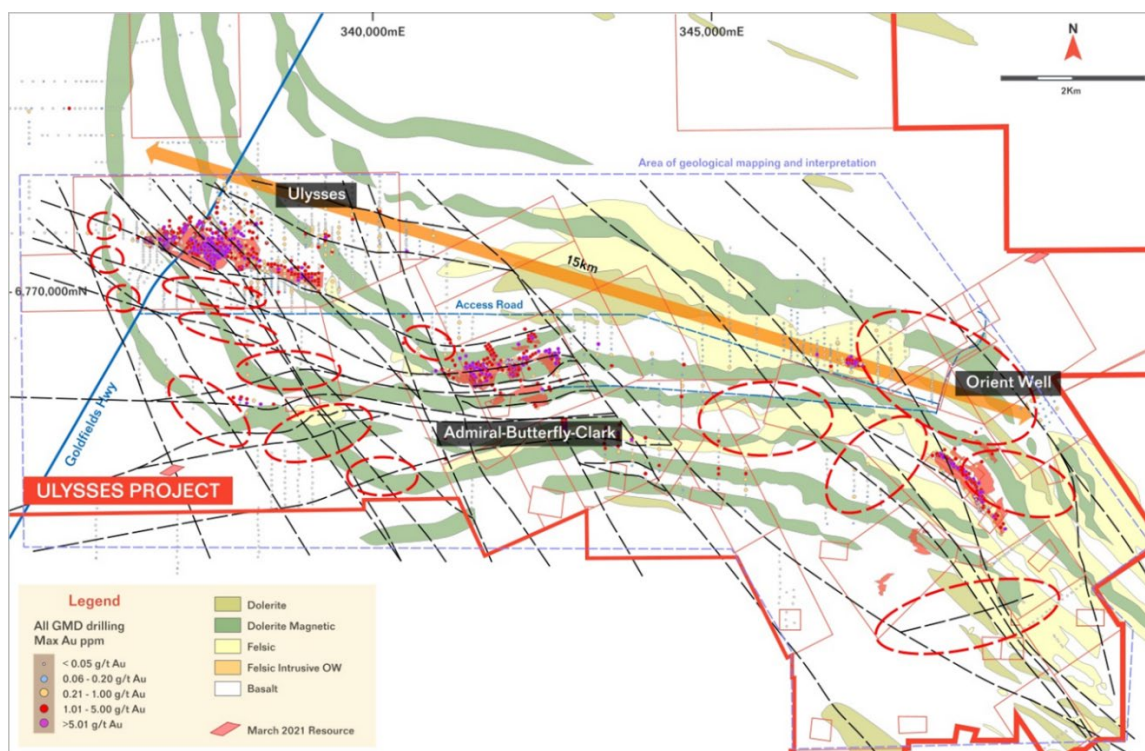 340,000mE
345,000mE
N
2Km
Area of geological mapping and interpretation
Ulysses
15km
6,770,000mN
Access Road
Orient Well
Goldfields Hwy
Admiral-Butterfly-Clark
ULYSSES PROJECT
Legend
All GMD drilling
Max Au ppm
< 0.05 g/t Au
0.06 - 0.20 g/t Au
0.21 - 1.00 g/t Au
1.01 - 5.00 g/t Au
>5.01 g/t Au
Dolerite
Dolerite Magnetic
Felsic
Felsic Intrusive OW
Basalt
March 2021 Resource